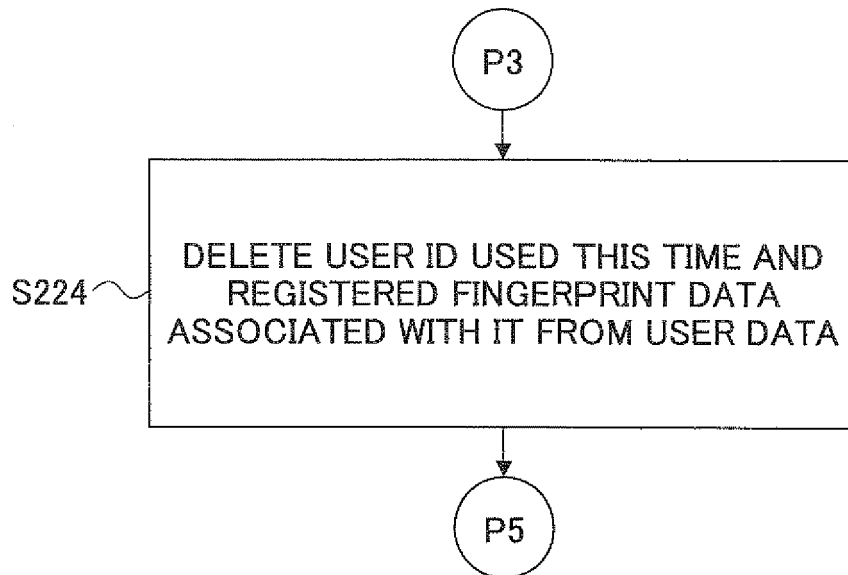 P3
S224
DELETE USER ID USED THIS TIME AND
REGISTERED FINGERPRINT DATA
ASSOCIATED WITH IT FROM USER DATA
P5